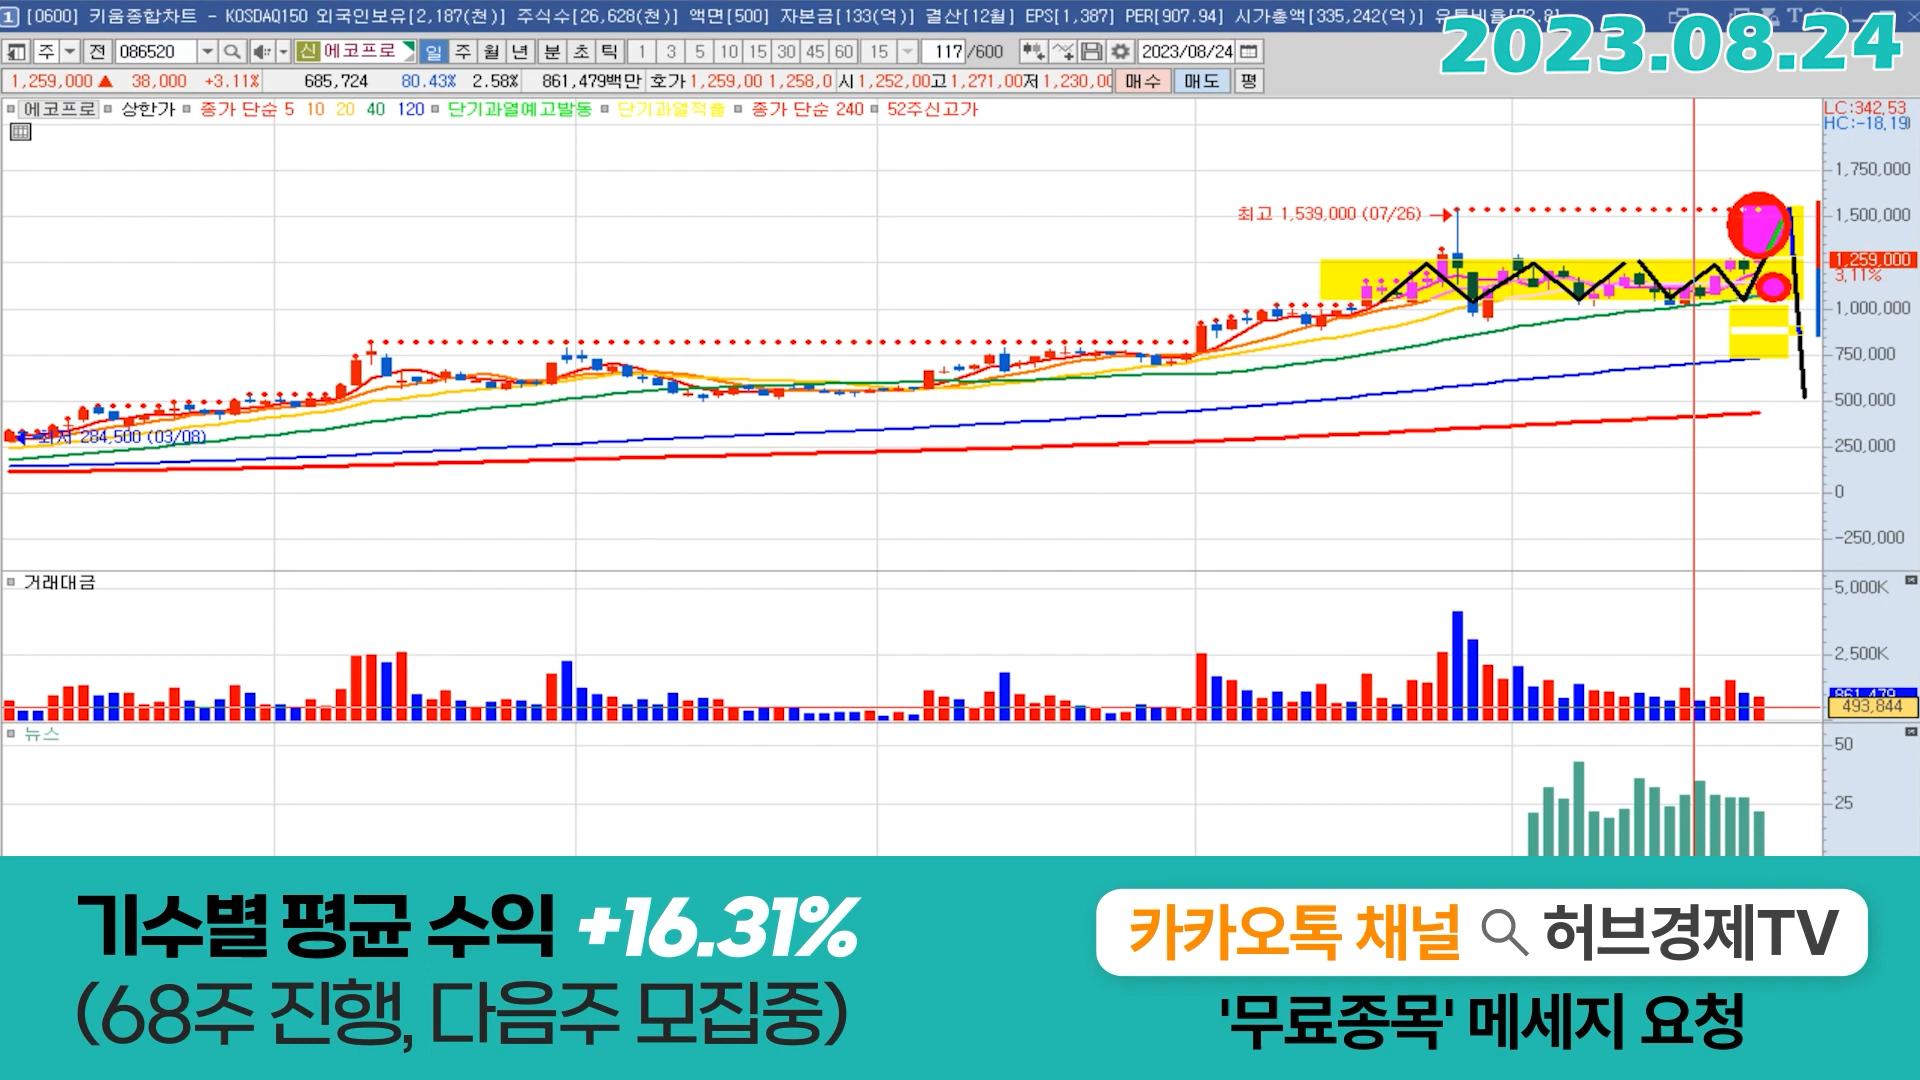 1 [0600] 키움종합차트 - KOSDAQ150 외국인보유[2,187(천)] 주식수[26,628(천)] 액면[500] 자본금[133(억)] 결산[12월] EPS[1,387] PER[907.94] 시가총액[335,242(억)]
2023.08.24
주 전 086520 신 에코프로 일 주 월 년 분 초 틱 1 3 5 10 15 30 45 60 15 117 /600 2023/08/24
1,259,000 ▲ 38,000 +3.11% 685,724 80.43% 2.58% 861,479백만 호가 1,259,00 1,258,0 시 1,252,00 고 1,271,00 저 1,230,00 매수 매도 평
에코프로 상한가 종가 단순 5 10 20 40 120 단기과열예고발동 단기과열적출 종가 단순 240 52주신고가
LC:342,53
HC:-18,19
1,750,000
최고 1,539,000 (07/26)
1,500,000
1,259,000
3,11%
1,000,000
750,000
500,000
최저 284,500 (03/08)
250,000
0
-250,000
거래대금
5,000K
2,500K
861,479
493,844
뉴스
50
25
기수별 평균 수익 +16.31%
(68주 진행, 다음주 모집중)
카카오톡 채널 허브경제TV
'무료종목' 메세지 요청